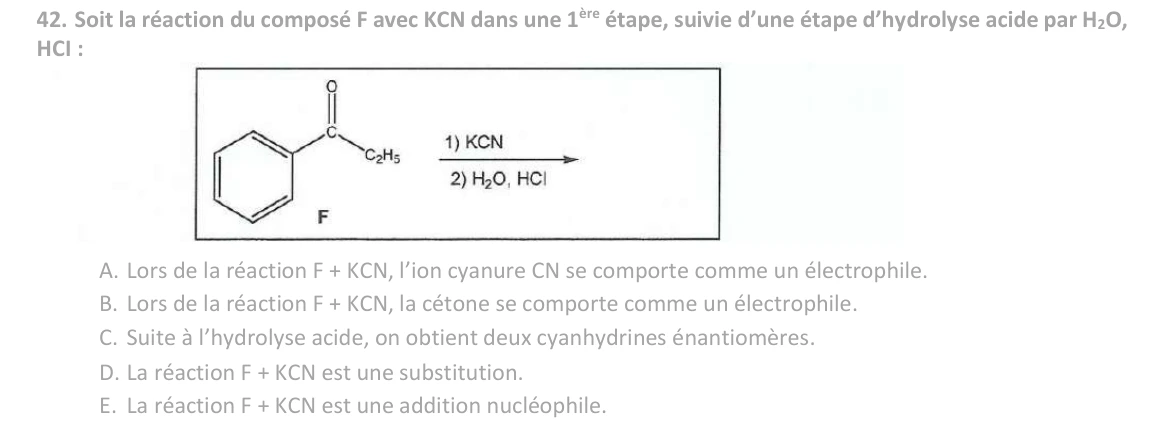 42. Soit la réaction du composé F avec KCN dans une 1ère étape, suivie d'une étape d'hydrolyse acide par H₂O,
HCl :
O
C
C₂H₅
1) KCN
2) H₂O, HCl
F
A. Lors de la réaction F + KCN, l'ion cyanure CN se comporte comme un électrophile.
B. Lors de la réaction F + KCN, la cétone se comporte comme un électrophile.
C. Suite à l'hydrolyse acide, on obtient deux cyanhydrines énantiomères.
D. La réaction F + KCN est une substitution.
E. La réaction F + KCN est une addition nucléophile.